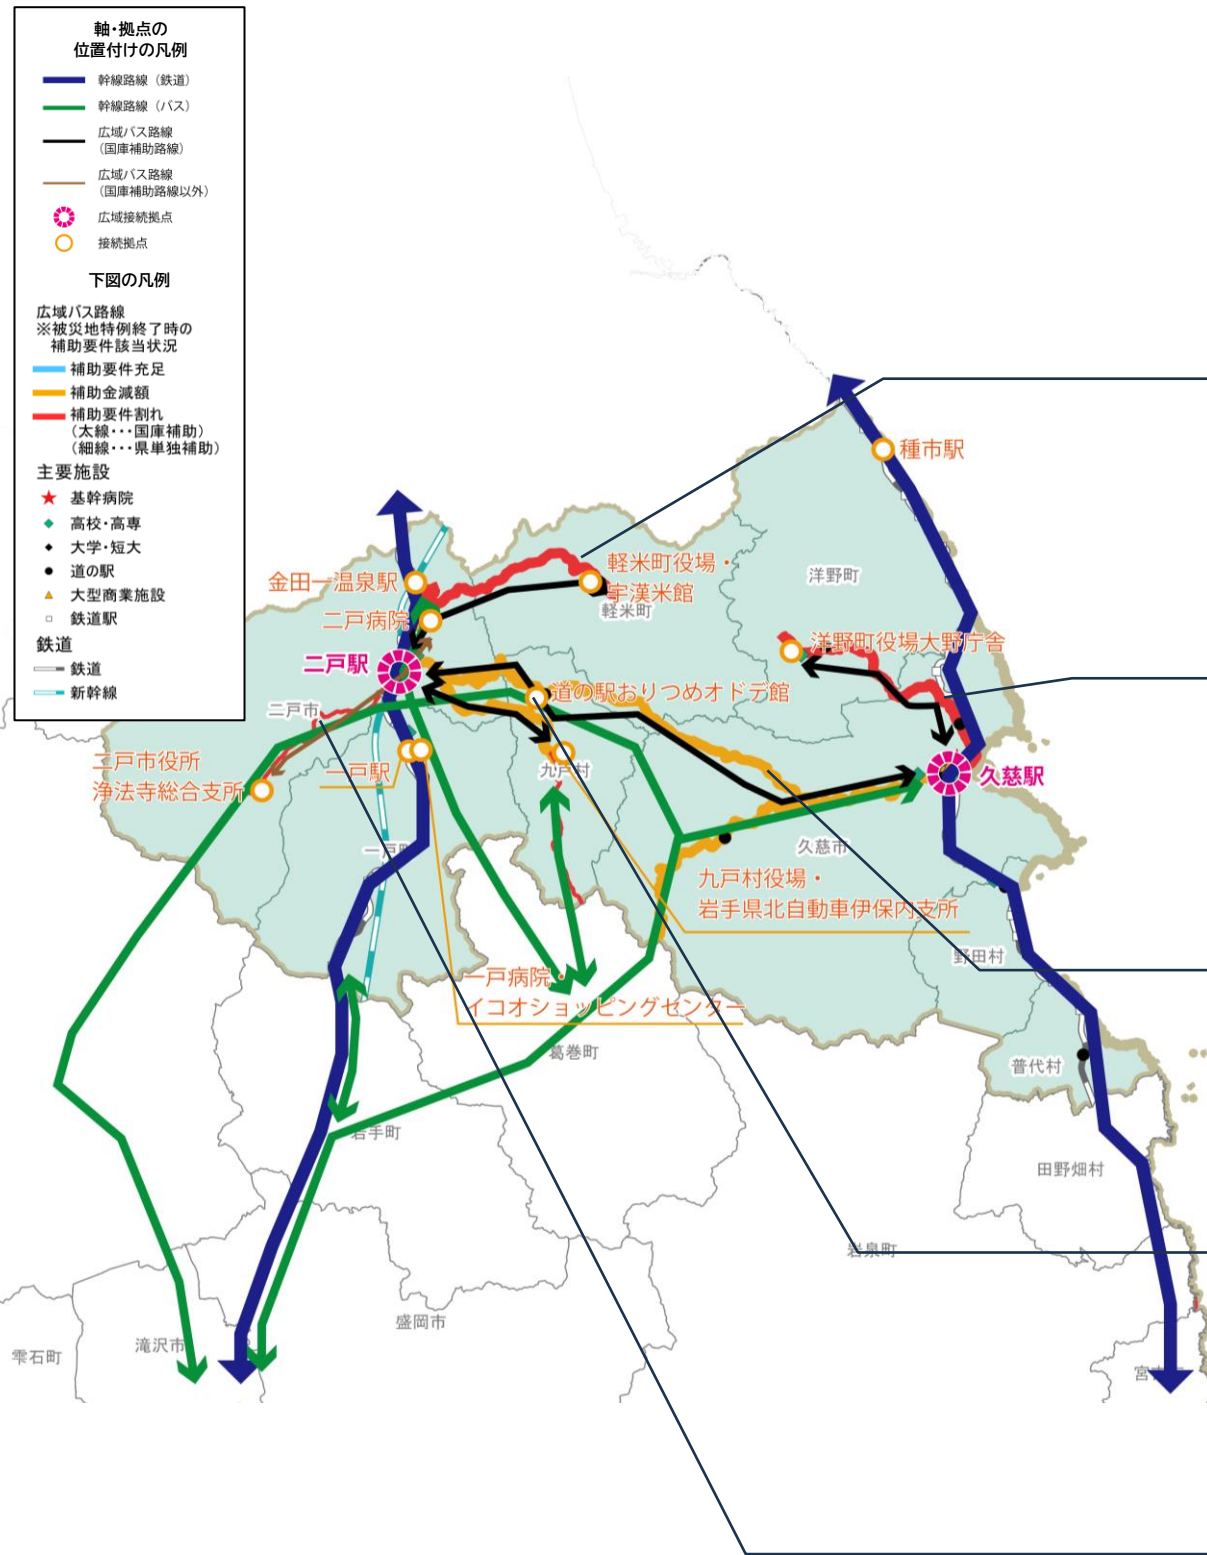 軸・拠点の
位置付けの凡例
幹線路線（鉄道）
幹線路線（バス）
広域バス路線
（国庫補助路線）
広域バス路線
（国庫補助路線以外）
広域接続拠点
接続拠点
下図の凡例
広域バス路線
※被災地特例終了時の
補助要件該当状況
補助要件充足
補助金減額
補助要件割れ
（太線・・・国庫補助）
（細線・・・県単独補助）
主要施設
基幹病院
高校・高専
大学・短大
道の駅
大型商業施設
鉄道駅
鉄道
鉄道
新幹線
種市駅
洋野町
軽米町役場・
宇漢米館
軽米町
金田一温泉駅
二戸病院
洋野町役場大野庁舎
二戸駅
道の駅おりつめオドデ館
二戸市
二戸市役所
浄法寺総合支所
一戸駅
九戸村
久慈駅
一戸町
久慈市
九戸村役場・
岩手県北自動車伊保内支所
野田村
一戸病院・
イコオショッピングセンター
葛巻町
普代村
岩手町
田野畑村
岩泉町
盛岡市
滝沢市
雫石町